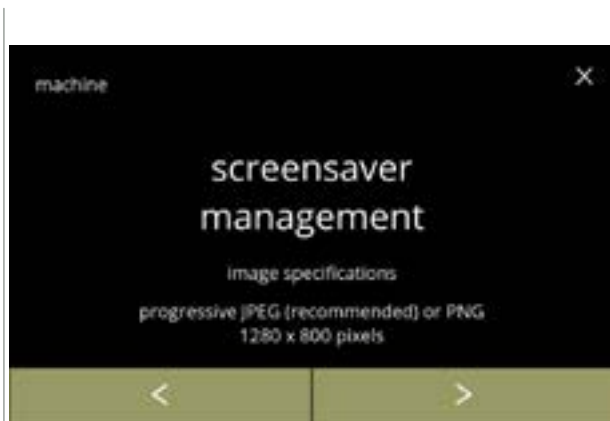 machine
X
screensaver
management
image specifications
progressive JPEG (recommended) or PNG
1280 x 800 pixels
< >